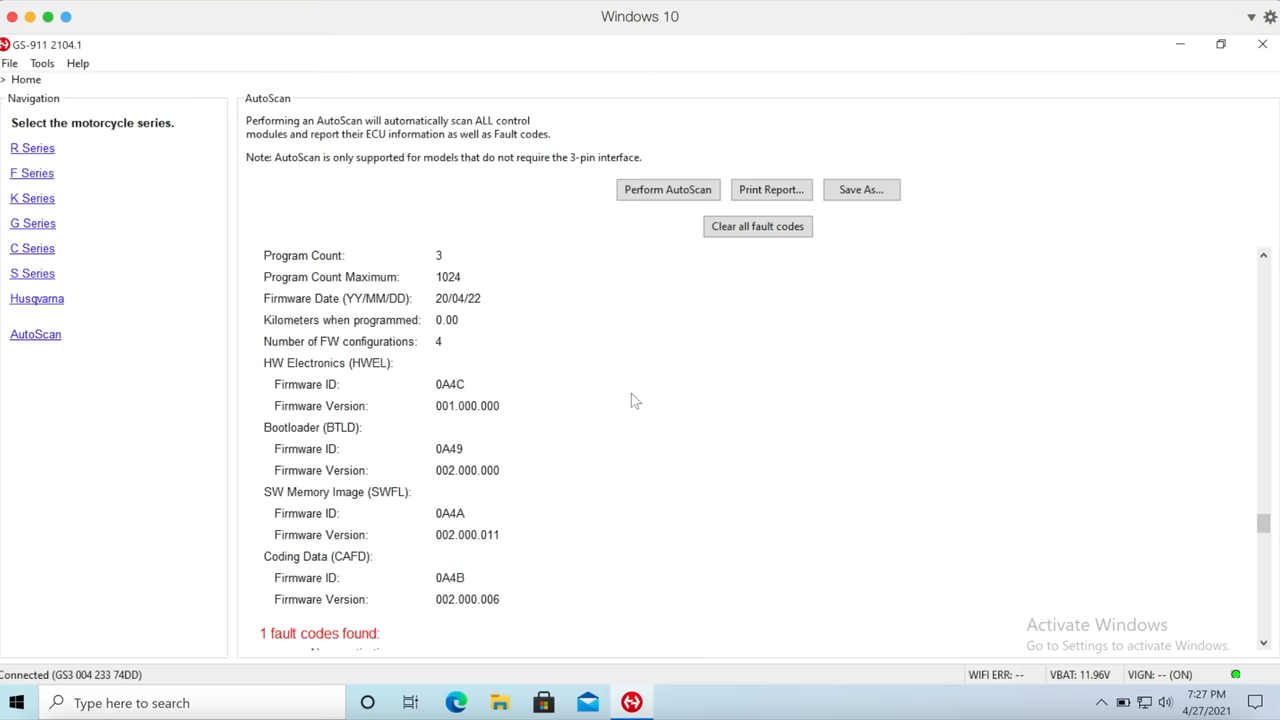 Windows 10
GS-911 2104.1
File Tools Help
> Home
Navigation
Select the motorcycle series.
R Series
F Series
K Series
G Series
C Series
S Series
Husqvarna
AutoScan
AutoScan
Performing an AutoScan will automatically scan ALL control
modules and report their ECU information as well as Fault codes.
Note: AutoScan is only supported for models that do not require the 3-pin interface.
Perform AutoScan Print Report... Save As...
Clear all fault codes
Program Count: 3
Program Count Maximum: 1024
Firmware Date (YY/MM/DD): 20/04/22
Kilometers when programmed: 0.00
Number of FW configurations: 4
HW Electronics (HWEL):
Firmware ID: 0A4C
Firmware Version: 001.000.000
Bootloader (BTLD):
Firmware ID: 0A49
Firmware Version: 002.000.000
SW Memory Image (SWFL):
Firmware ID: 0A4A
Firmware Version: 002.000.011
Coding Data (CAFD):
Firmware ID: 0A4B
Firmware Version: 002.000.006
1 fault codes found:
Activate Windows
Go to Settings to activate Windows.
Connected (GS3 004 233 74DD) WIFI ERR: -- VBAT: 11.96V VIGN: -- (ON)
Type here to search
7:27 PM
4/27/2021